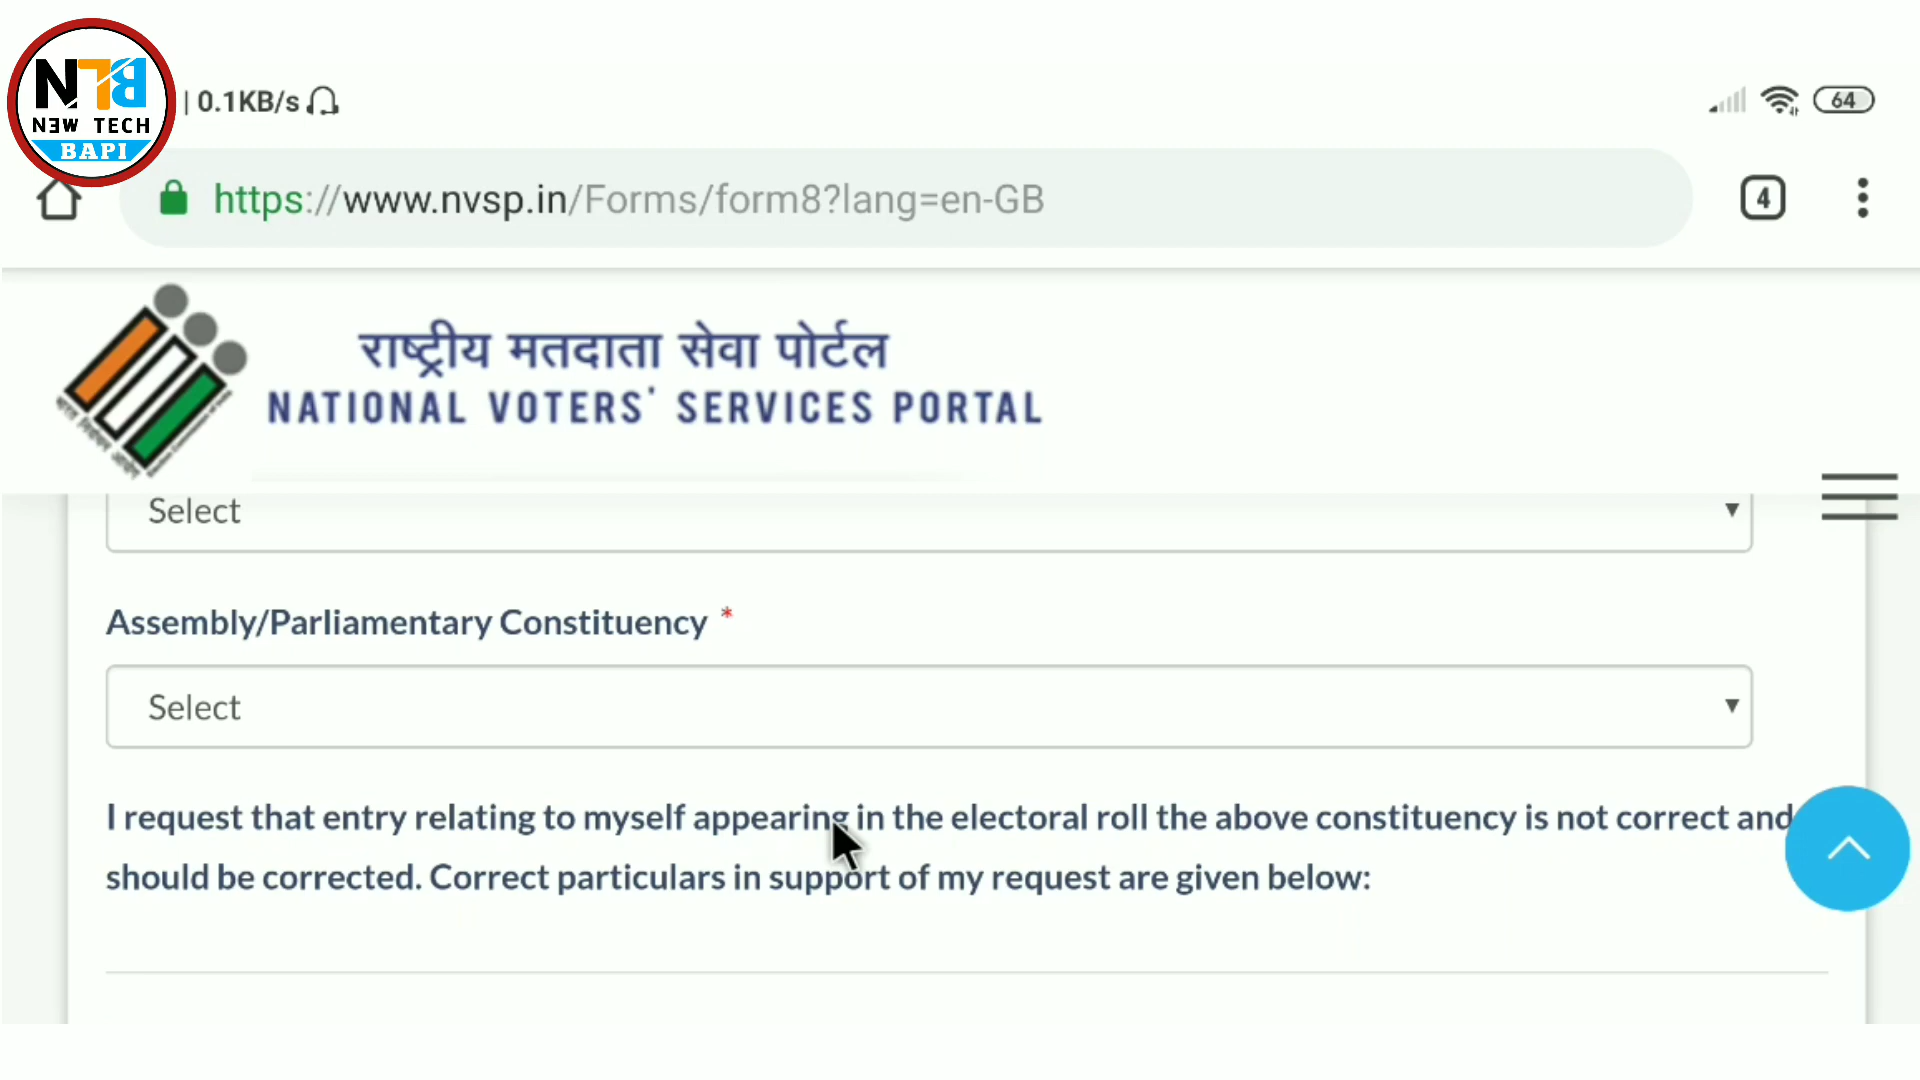 NTB
NEW TECH
BAPI
| 0.1KB/s
64
https://www.nvsp.in/Forms/form8?lang=en-GB
4
राष्ट्रीय मतदाता सेवा पोर्टल
NATIONAL VOTERS' SERVICES PORTAL
Select
Assembly/Parliamentary Constituency *
Select
I request that entry relating to myself appearing in the electoral roll the above constituency is not correct and
should be corrected. Correct particulars in support of my request are given below: